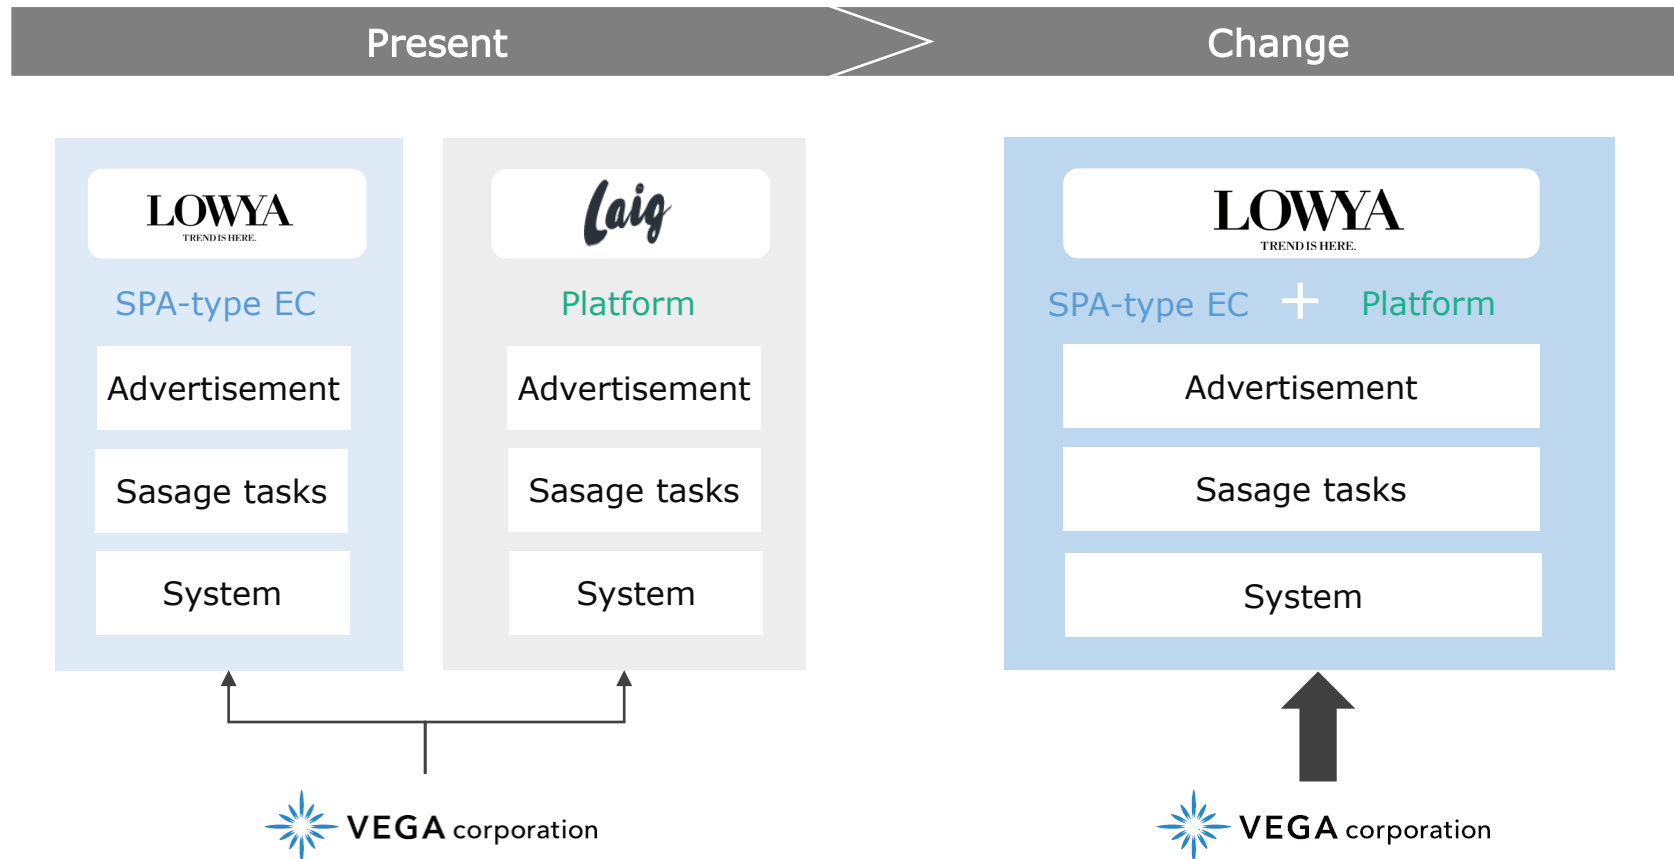 Present
Change
LOWYA
TREND IS HERE.
SPA-type EC
Advertisement
Sasage tasks
System
Laig
Platform
Advertisement
Sasage tasks
System
VEGA corporation
LOWYA
TREND IS HERE.
SPA-type EC + Platform
Advertisement
Sasage tasks
System
VEGA corporation